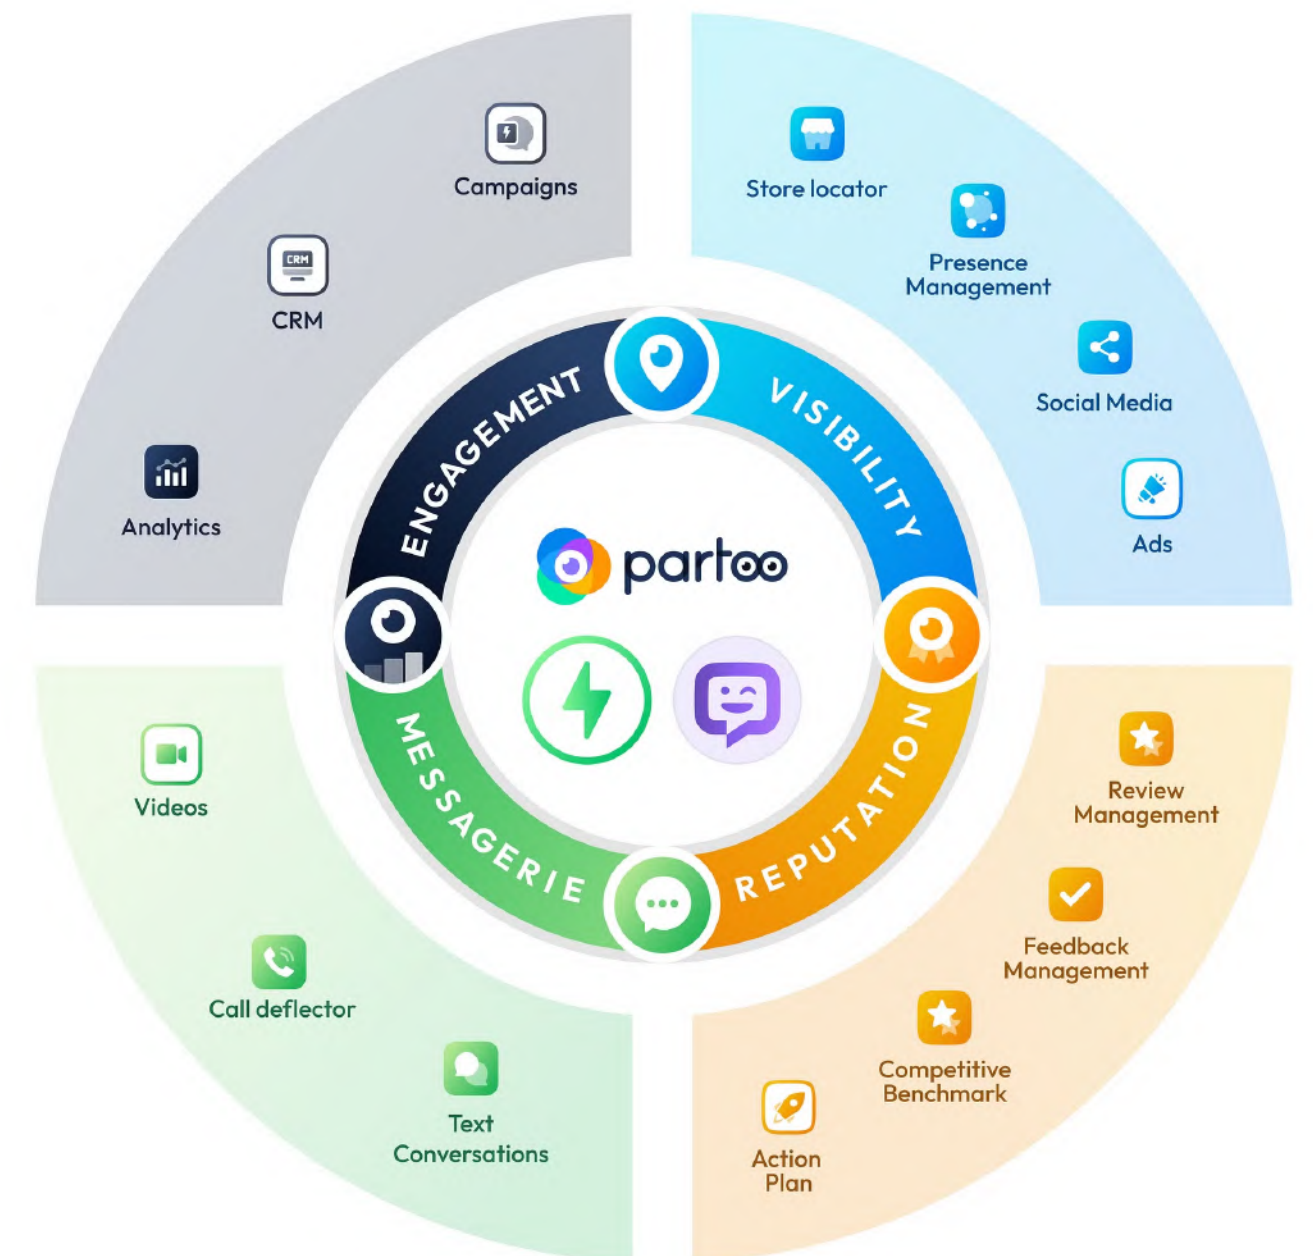 Campaigns
CRM
CRM
Analytics
Store locator
Presence
Management
Social Media
Ads
ENGAGEMENT
VISIBILITY
partoo
MESSAGERIE
REPUTATION
Videos
Call deflector
Text
Conversations
Review
Management
Feedback
Management
Competitive
Benchmark
Action
Plan